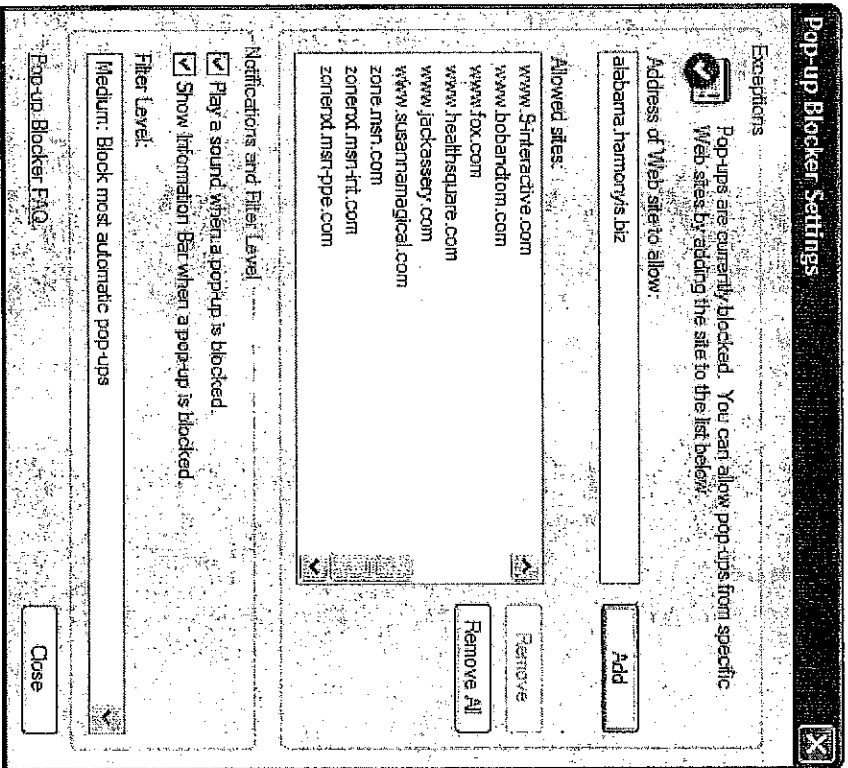 Pop-up Blocker Settings
Exceptions
Pop-ups are currently blocked. You can allow pop-ups from specific
Web sites by adding the site to the list below.
Address of Web site to allow:
alabama.harmonyis.biz
Add
Allowed sites:
www.9-interactive.com
www.bobandtom.com
www.fox.com
www.healthsquare.com
www.jackassery.com
www.susannamagical.com
zone.msn.com
zonernxt.msn-int.com
zonernxt.msn-ppe.com
Remove
Remove All
Notifications and Filter Level
Play a sound when a pop-up is blocked.
Show Information Bar when a pop-up is blocked.
Filter Level:
Medium: Block most automatic pop-ups
Pop-up Blocker FAQ
Close